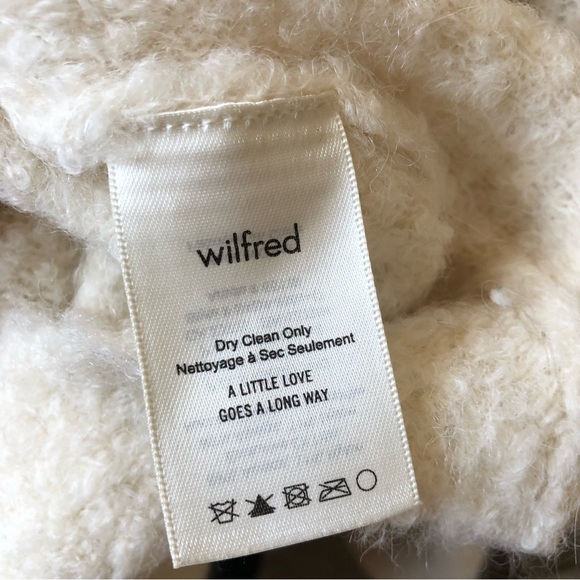 wilfred
Dry Clean Only
Nettoyage à Sec Seulement
A LITTLE LOVE
GOES A LONG WAY